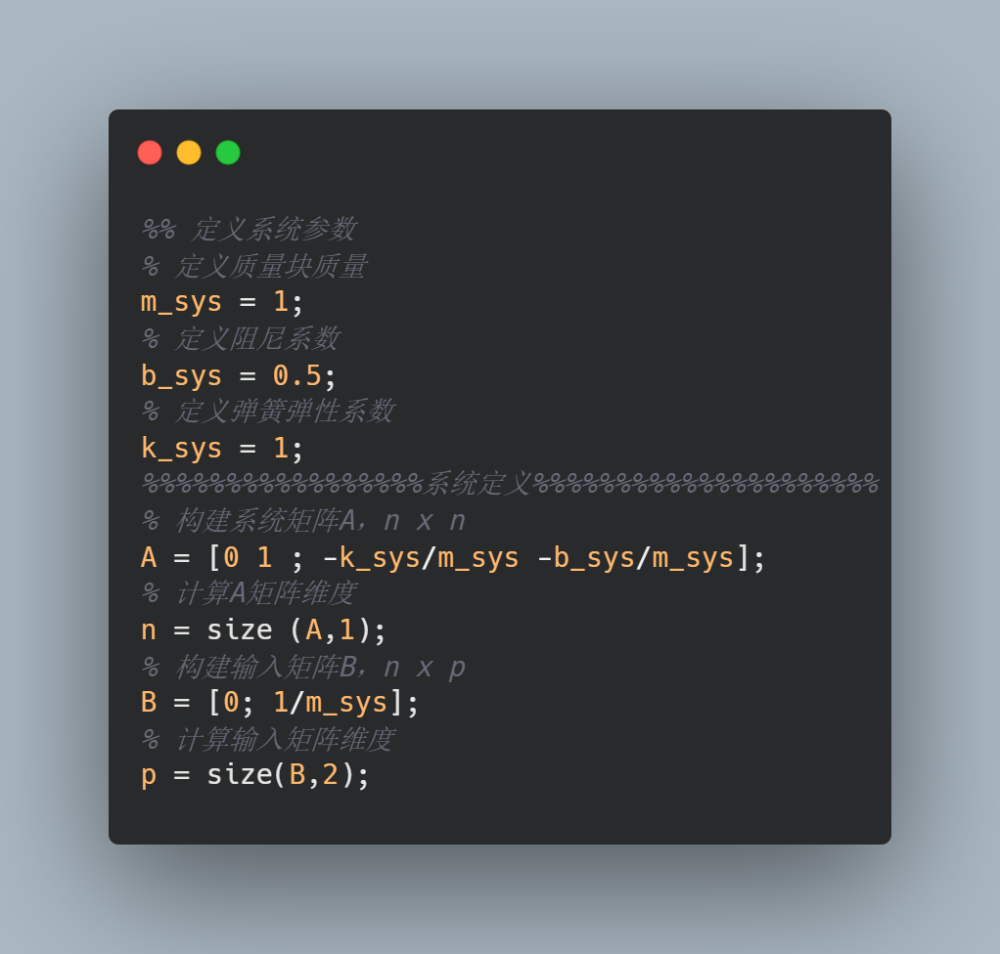 %% 定义系统参数
% 定义质量块质量
m_sys = 1;
% 定义阻尼系数
b_sys = 0.5;
% 定义弹簧弹性系数
k_sys = 1;
%%%%%%%%%%%%%%%%%系统定义%%%%%%%%%%%%%%%%%%%%%
% 构建系统矩阵A，n x n
A = [0 1 ; -k_sys/m_sys -b_sys/m_sys];
% 计算A矩阵维度
n = size (A,1);
% 构建输入矩阵B，n x p
B = [0; 1/m_sys];
% 计算输入矩阵维度
p = size(B,2);